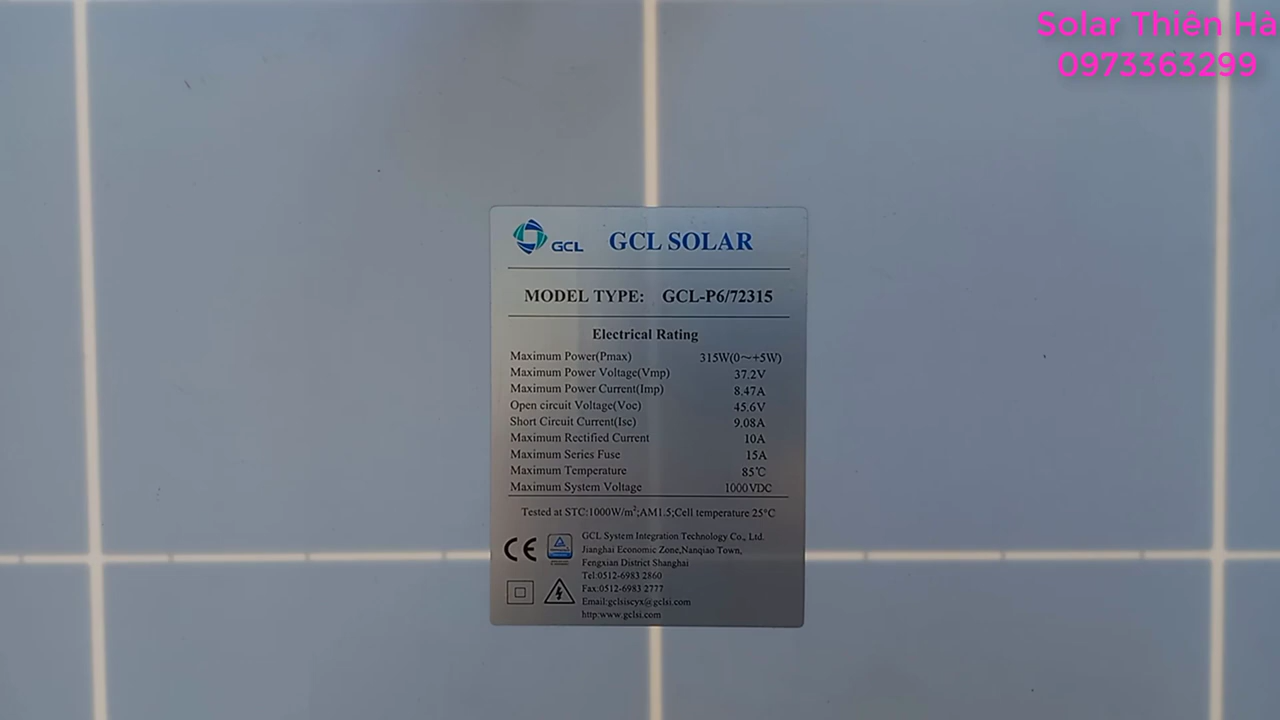 Solar Thiên Hà
0973363299
GCL GCL SOLAR
MODEL TYPE: GCL-P6/72315
Electrical Rating
Maximum Power(Pmax) 315W(0～+5W)
Maximum Power Voltage(Vmp) 37.2V
Maximum Power Current(Imp) 8.47A
Open circuit Voltage(Voc) 45.6V
Short Circuit Current(Isc) 9.08A
Maximum Rectified Current 10A
Maximum Series Fuse 15A
Maximum Temperature 85℃
Maximum System Voltage 1000VDC
Tested at STC:1000W/m²;AM1.5;Cell temperature 25°C
CE
GCL System Integration Technology Co., Ltd.
Jianghai Economic Zone,Nanqiao Town,
Fengxian District Shanghai
Tel:0512-6983 2860
Fax:0512-6983 2777
Email:gclsiscyx@gclsi.com
http:www.gclsi.com